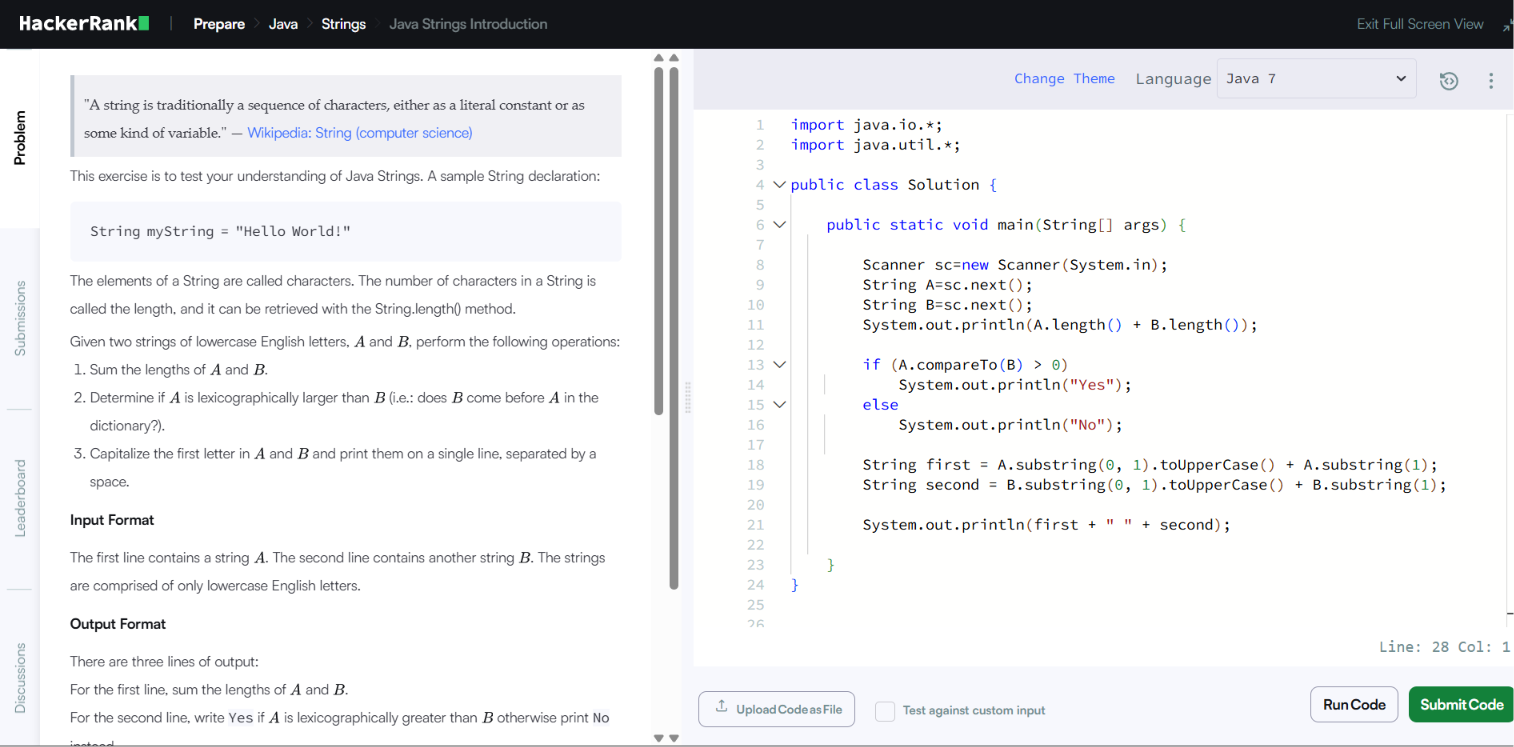 HackerRank | Prepare > Java > Strings > Java Strings Introduction
Exit Full Screen View
Problem
Submissions
Leaderboard
Discussions
"A string is traditionally a sequence of characters, either as a literal constant or as
some kind of variable." — Wikipedia: String (computer science)
This exercise is to test your understanding of Java Strings. A sample String declaration:
String myString = "Hello World!"
The elements of a String are called characters. The number of characters in a String is
called the length, and it can be retrieved with the String.length() method.
Given two strings of lowercase English letters, A and B, perform the following operations:
1. Sum the lengths of A and B.
2. Determine if A is lexicographically larger than B (i.e.: does B come before A in the
dictionary?).
3. Capitalize the first letter in A and B and print them on a single line, separated by a
space.
Input Format
The first line contains a string A. The second line contains another string B. The strings
are comprised of only lowercase English letters.
Output Format
There are three lines of output:
For the first line, sum the lengths of A and B.
For the second line, write Yes if A is lexicographically greater than B otherwise print No
instead
Change Theme Language Java 7
1 import java.io.*;
2 import java.util.*;
3
4 public class Solution {
5
6 public static void main(String[] args) {
7
8 Scanner sc=new Scanner(System.in);
9 String A=sc.next();
10 String B=sc.next();
11 System.out.println(A.length() + B.length());
12
13 if (A.compareTo(B) > 0)
14 System.out.println("Yes");
15 else
16 System.out.println("No");
17
18 String first = A.substring(0, 1).toUpperCase() + A.substring(1);
19 String second = B.substring(0, 1).toUpperCase() + B.substring(1);
20
21 System.out.println(first + " " + second);
22
23 }
24 }
25
26
Line: 28 Col: 1
Upload Code as File
Test against custom input
Run Code
Submit Code